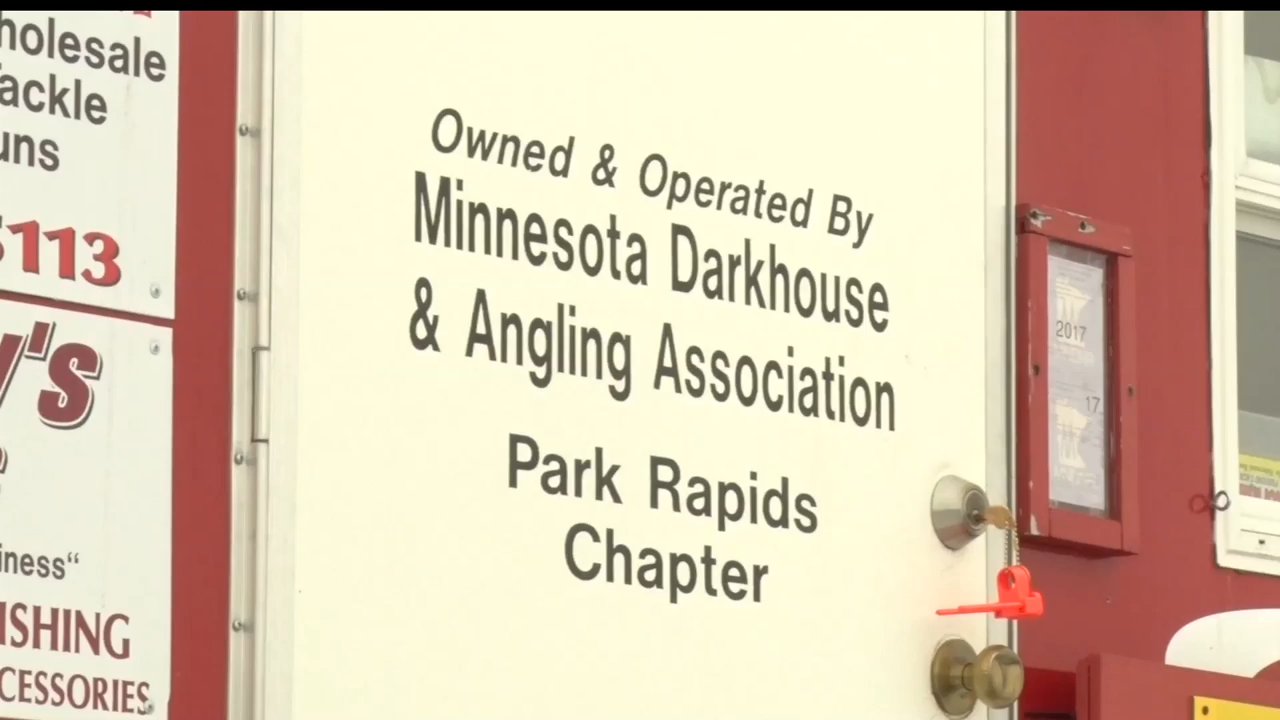 Owned & Operated By
Minnesota Darkhouse
& Angling Association
Park Rapids
Chapter
holesale
ackle
uns
113
y's
iness“
ISHING
CESSORIES
2017
17